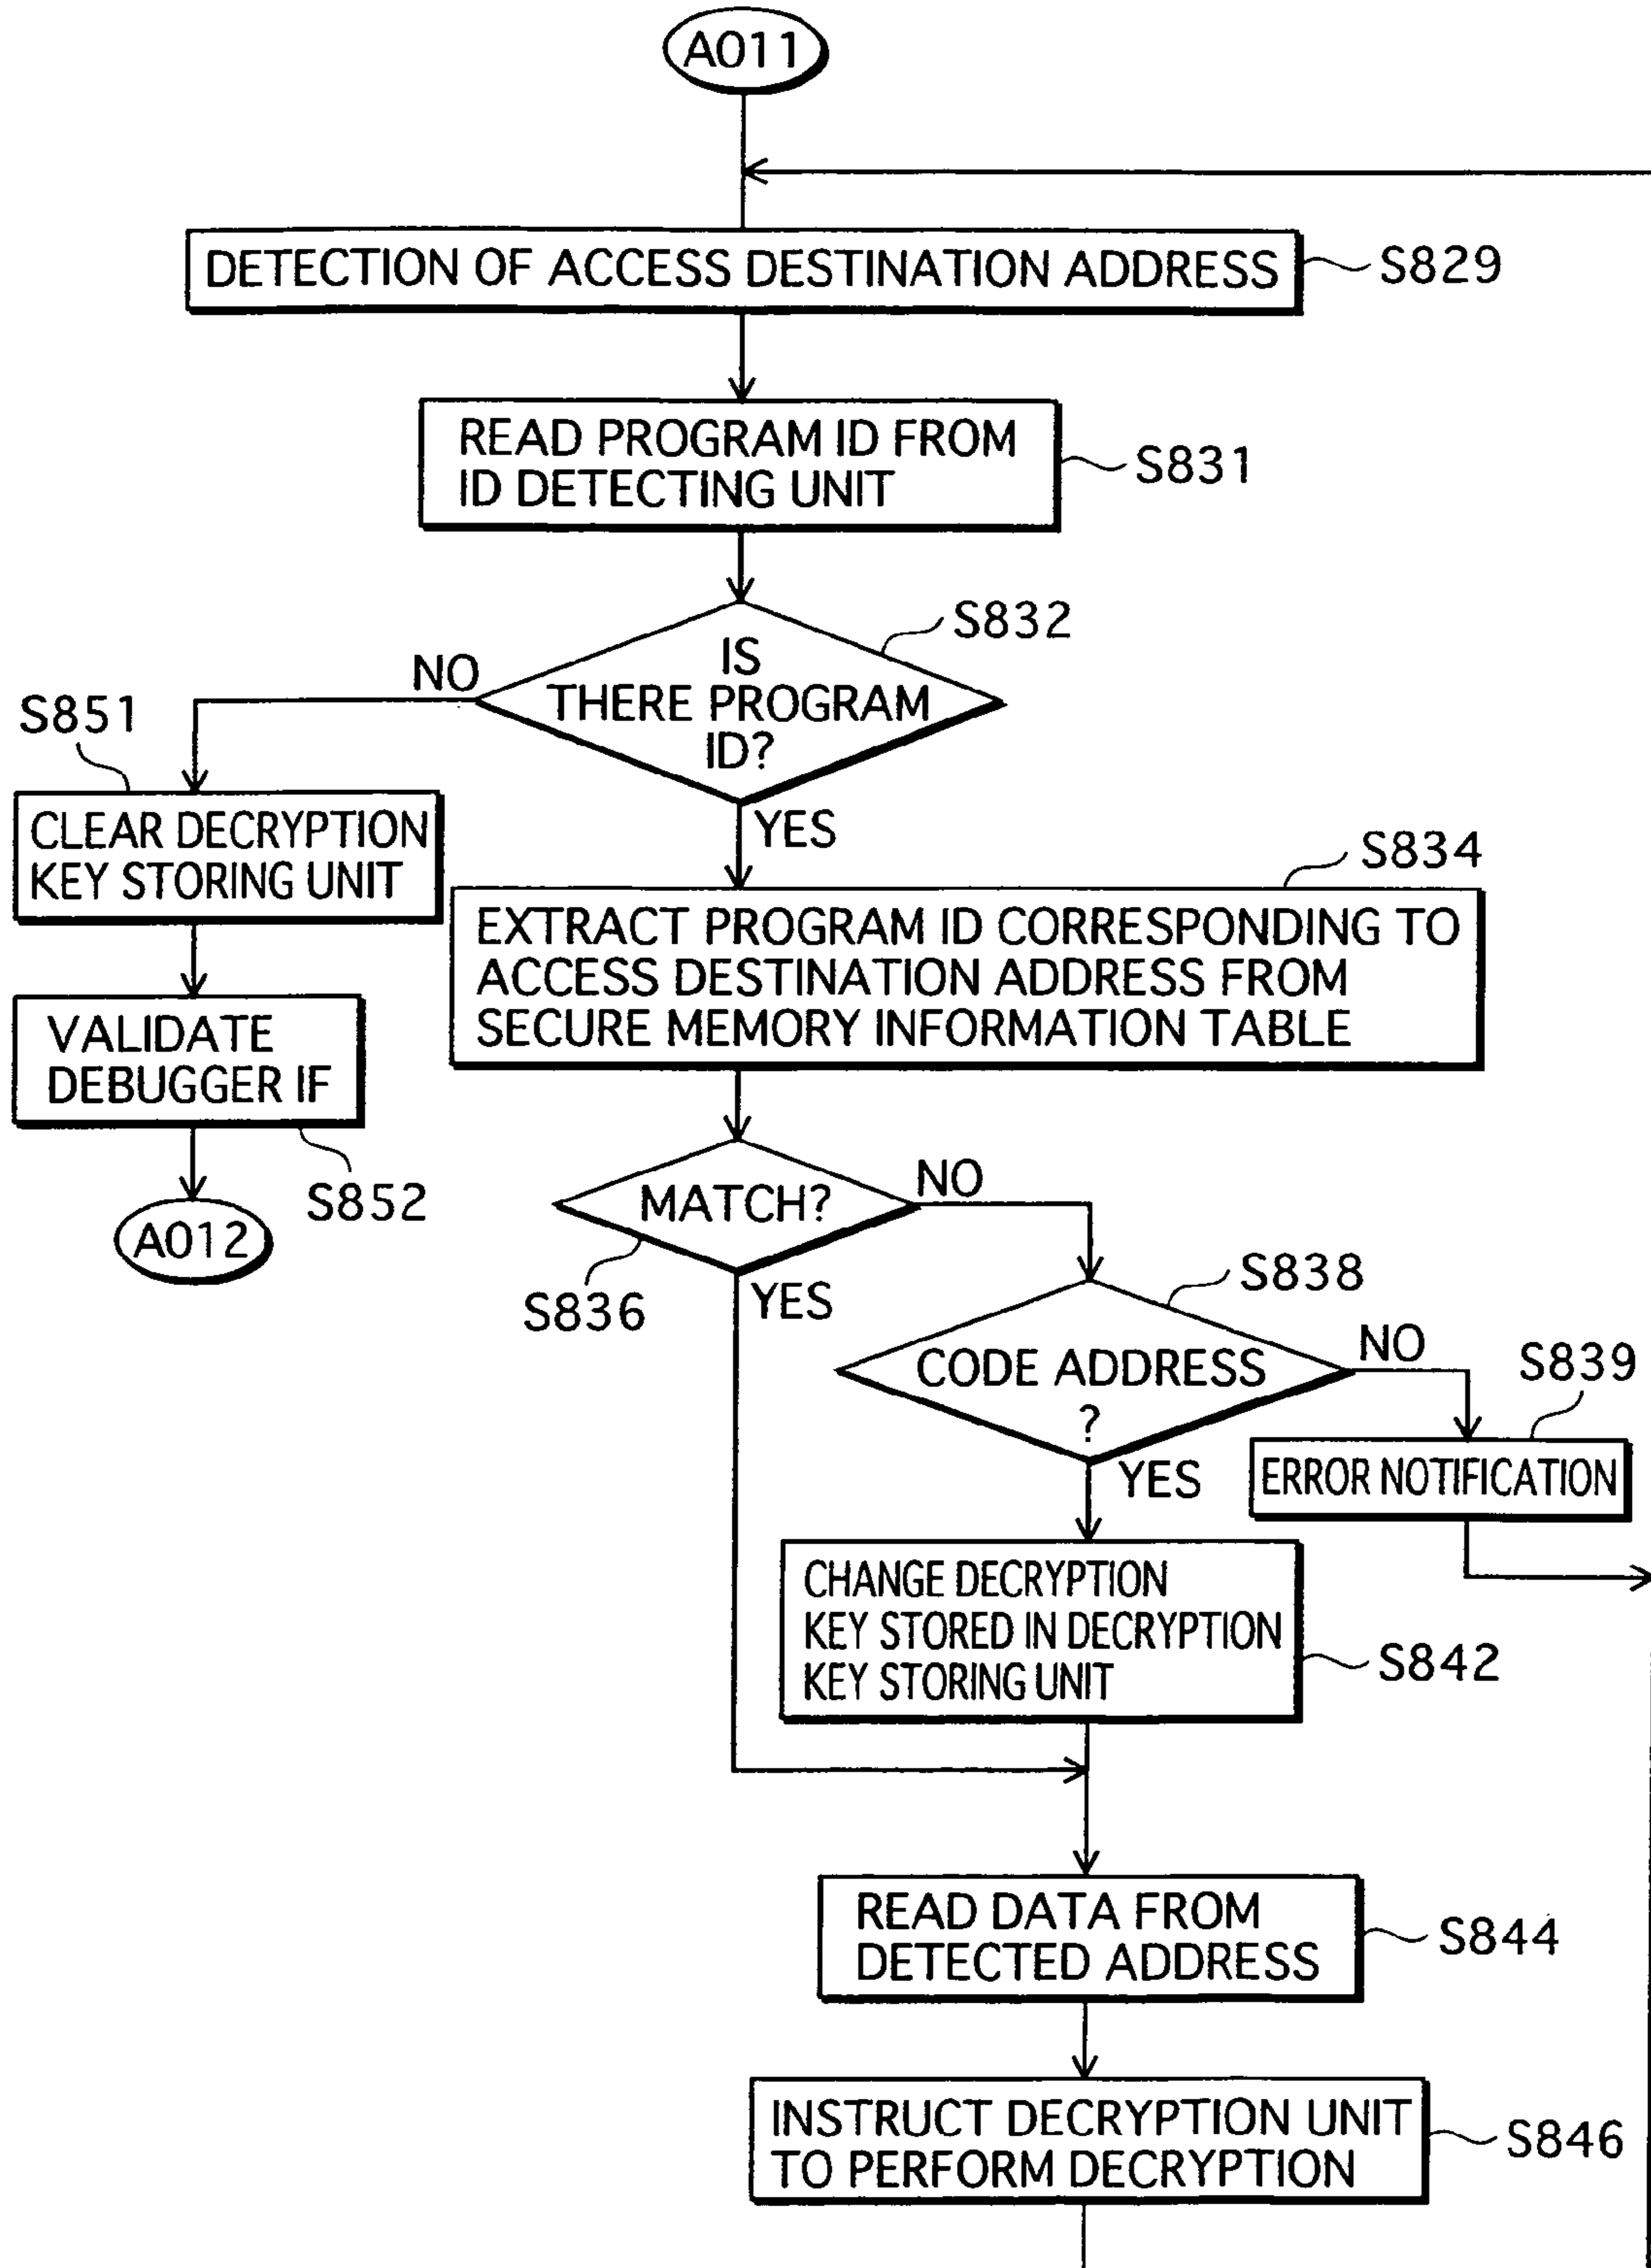 A011
DETECTION OF ACCESS DESTINATION ADDRESS
S829
READ PROGRAM ID FROM
ID DETECTING UNIT
S831
S832
IS
THERE PROGRAM
ID?
NO
YES
S851
CLEAR DECRYPTION
KEY STORING UNIT
VALIDATE
DEBUGGER IF
S852
A012
S834
EXTRACT PROGRAM ID CORRESPONDING TO
ACCESS DESTINATION ADDRESS FROM
SECURE MEMORY INFORMATION TABLE
MATCH?
NO
S836
YES
S838
CODE ADDRESS
?
NO
S839
YES
ERROR NOTIFICATION
CHANGE DECRYPTION
KEY STORED IN DECRYPTION
KEY STORING UNIT
S842
READ DATA FROM
DETECTED ADDRESS
S844
INSTRUCT DECRYPTION UNIT
TO PERFORM DECRYPTION
S846